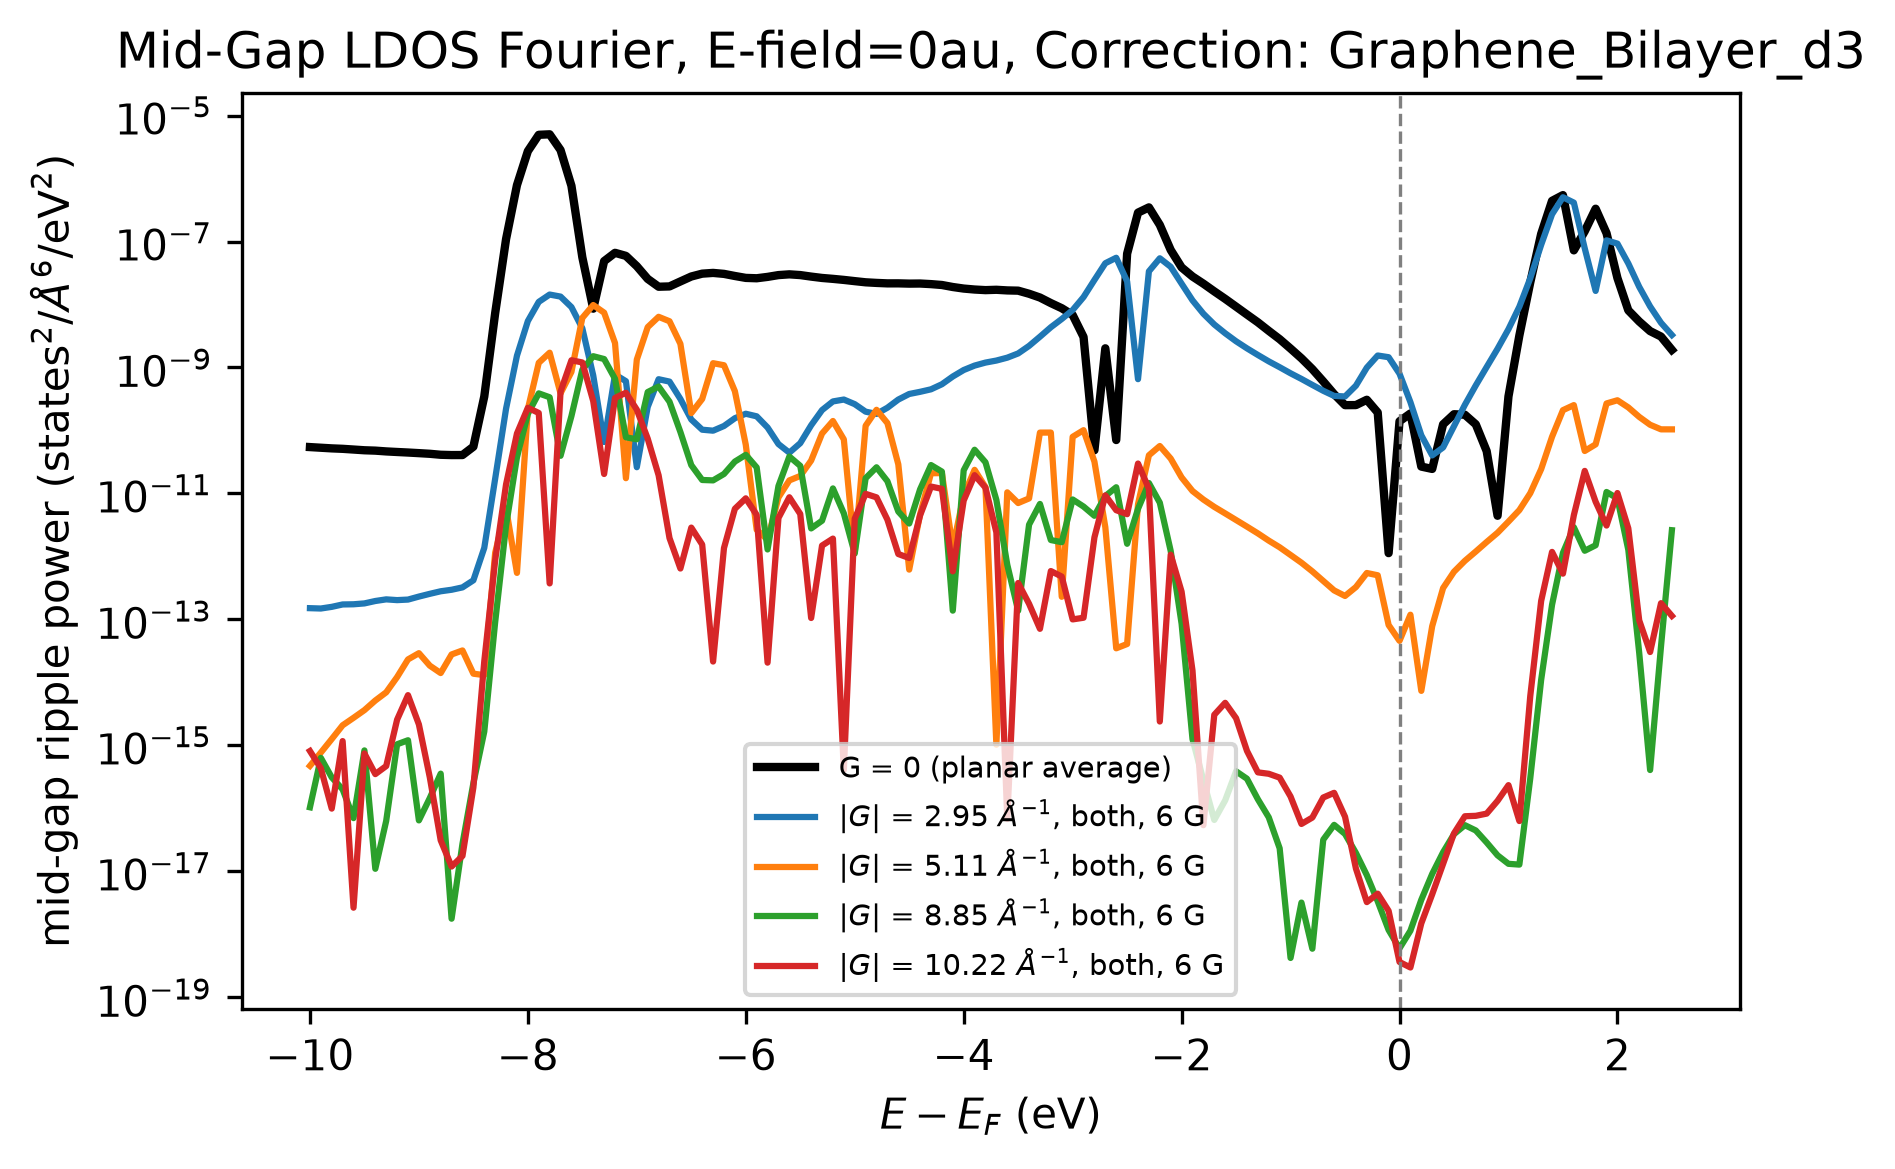 Mid-Gap LDOS Fourier, E-field=0au, Correction: Graphene_Bilayer_d3
mid-gap ripple power (states²/Å⁶/eV²)
10⁻⁵
10⁻⁷
10⁻⁹
10⁻¹¹
10⁻¹³
10⁻¹⁵
10⁻¹⁷
10⁻¹⁹
G = 0 (planar average)
|G| = 2.95 Å⁻¹, both, 6 G
|G| = 5.11 Å⁻¹, both, 6 G
|G| = 8.85 Å⁻¹, both, 6 G
|G| = 10.22 Å⁻¹, both, 6 G
−10 −8 −6 −4 −2 0 2
E − E_F (eV)